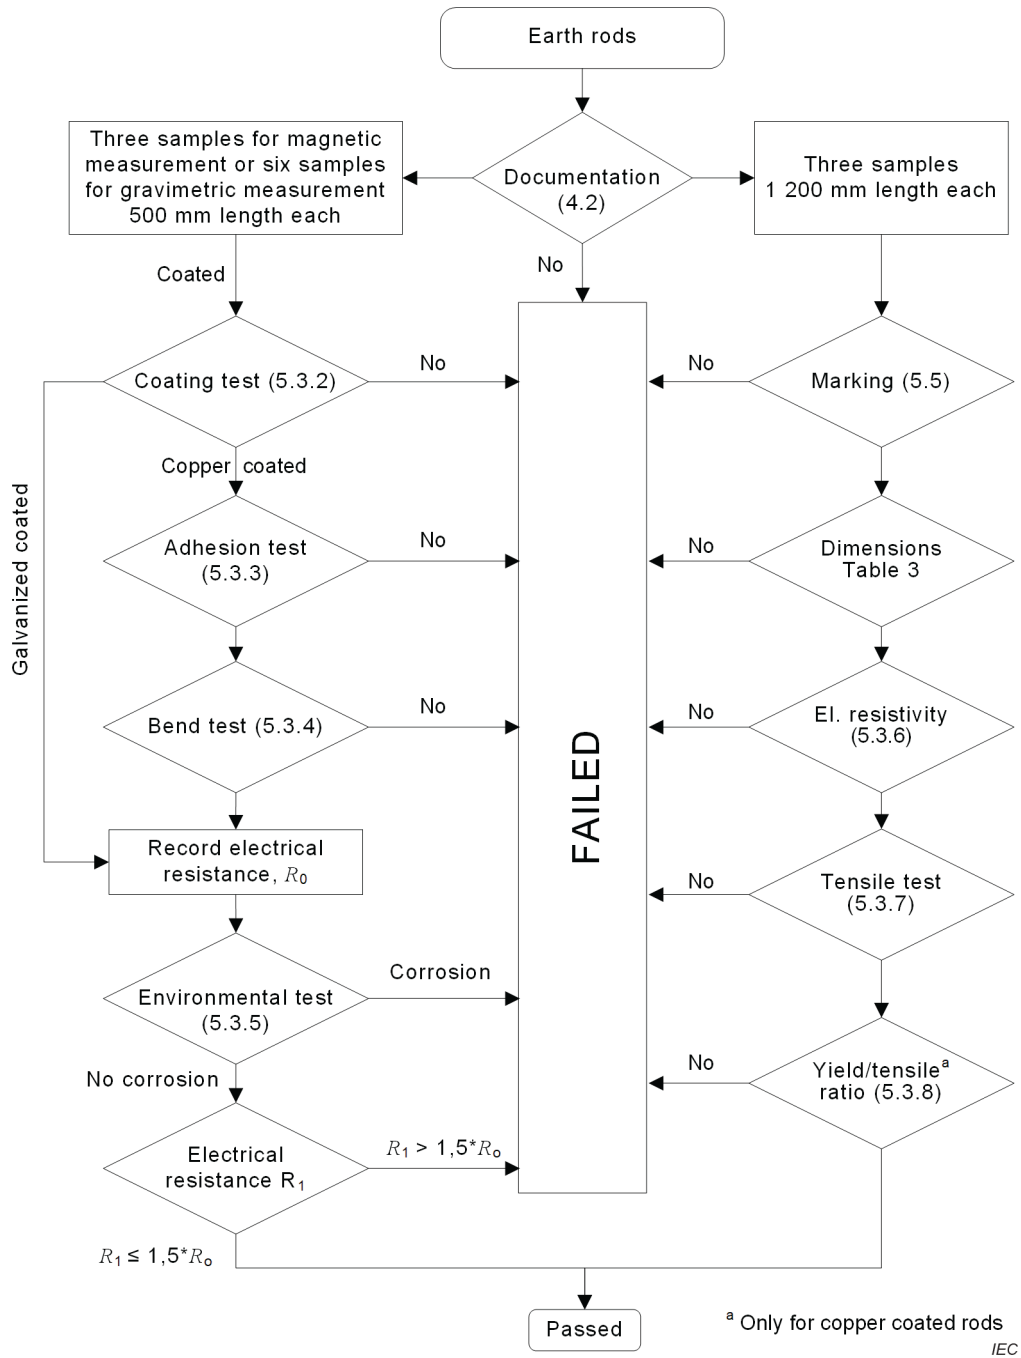 Earth rods
Three samples for magnetic
measurement or six samples
for gravimetric measurement
500 mm length each
Documentation
(4.2)
Three samples
1 200 mm length each
Coated
No
Coating test (5.3.2)
No
No
Marking (5.5)
Copper coated
Galvanized coated
Adhesion test
(5.3.3)
No
No
Dimensions
Table 3
Bend test (5.3.4)
No
FAILED
No
El. resistivity
(5.3.6)
Record electrical
resistance, R₀
No
Tensile test
(5.3.7)
Environmental test
(5.3.5)
Corrosion
No corrosion
No
Yield/tensileᵃ
ratio (5.3.8)
Electrical
resistance R₁
R₁ > 1,5*Rₒ
R₁ ≤ 1,5*Rₒ
Passed
ᵃ Only for copper coated rods
IEC